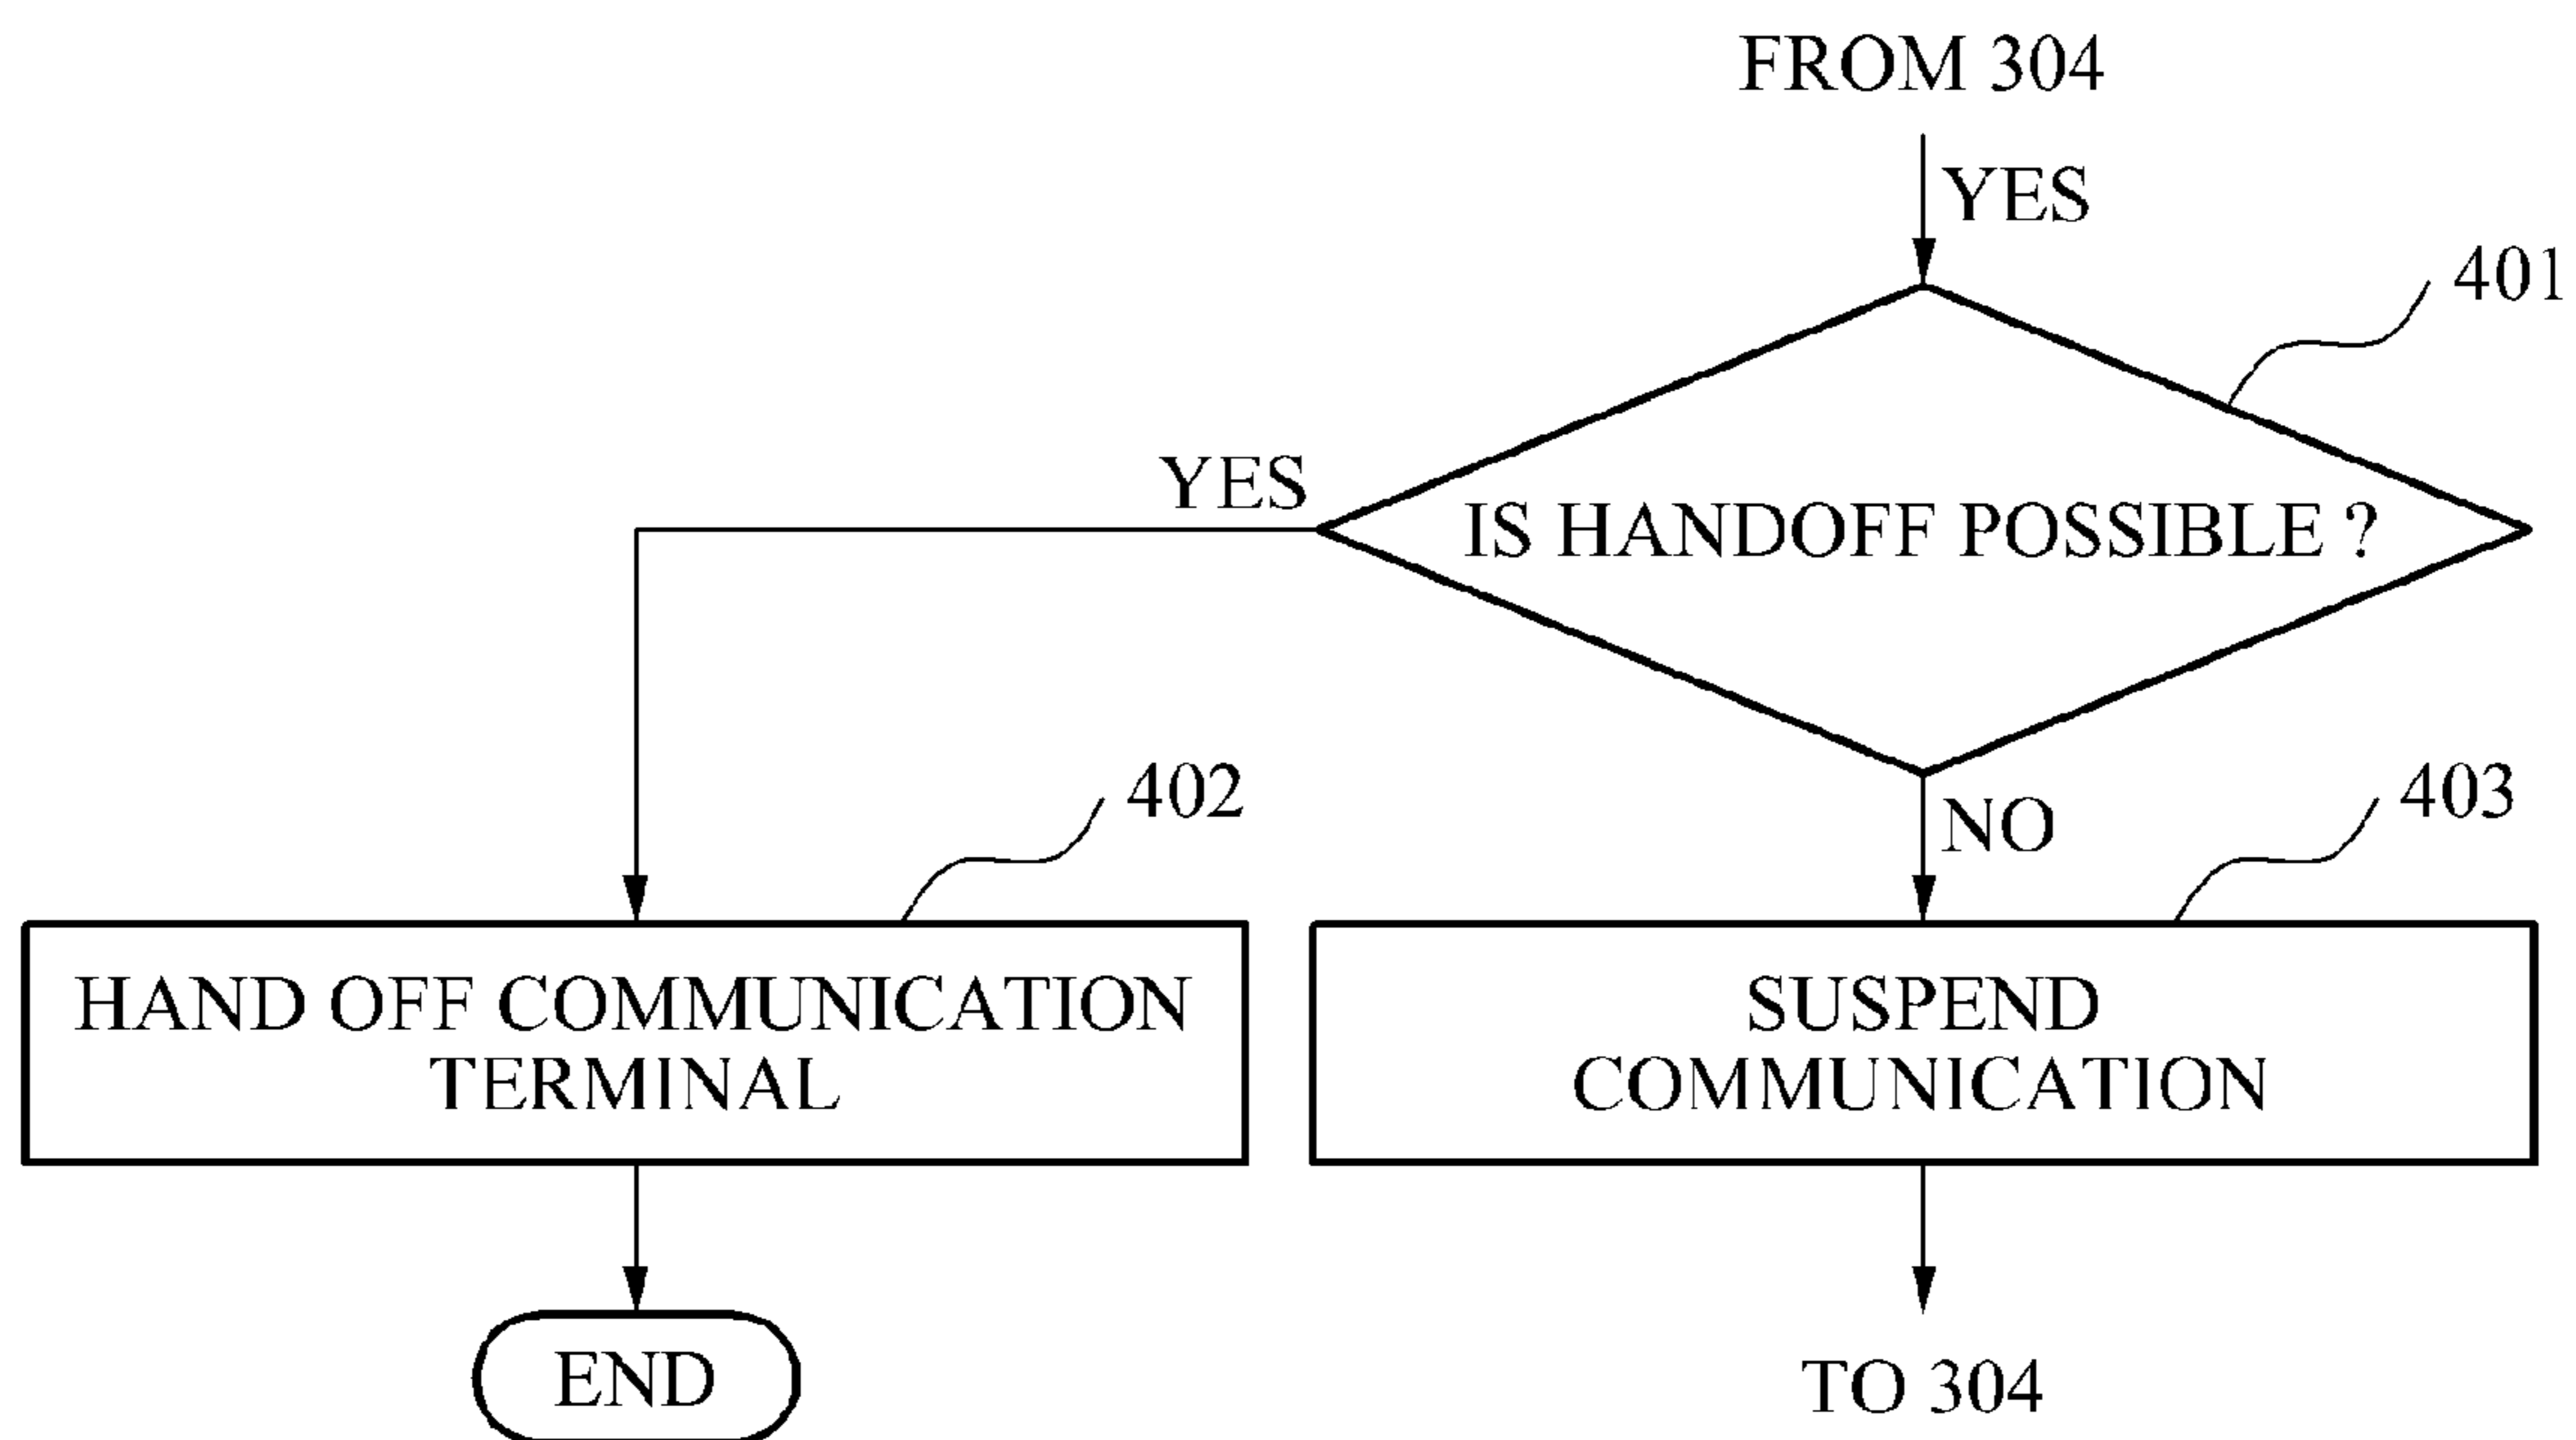 FROM 304
YES
401
YES
IS HANDOFF POSSIBLE ?
402
NO
403
HAND OFF COMMUNICATION
TERMINAL
SUSPEND
COMMUNICATION
END
TO 304